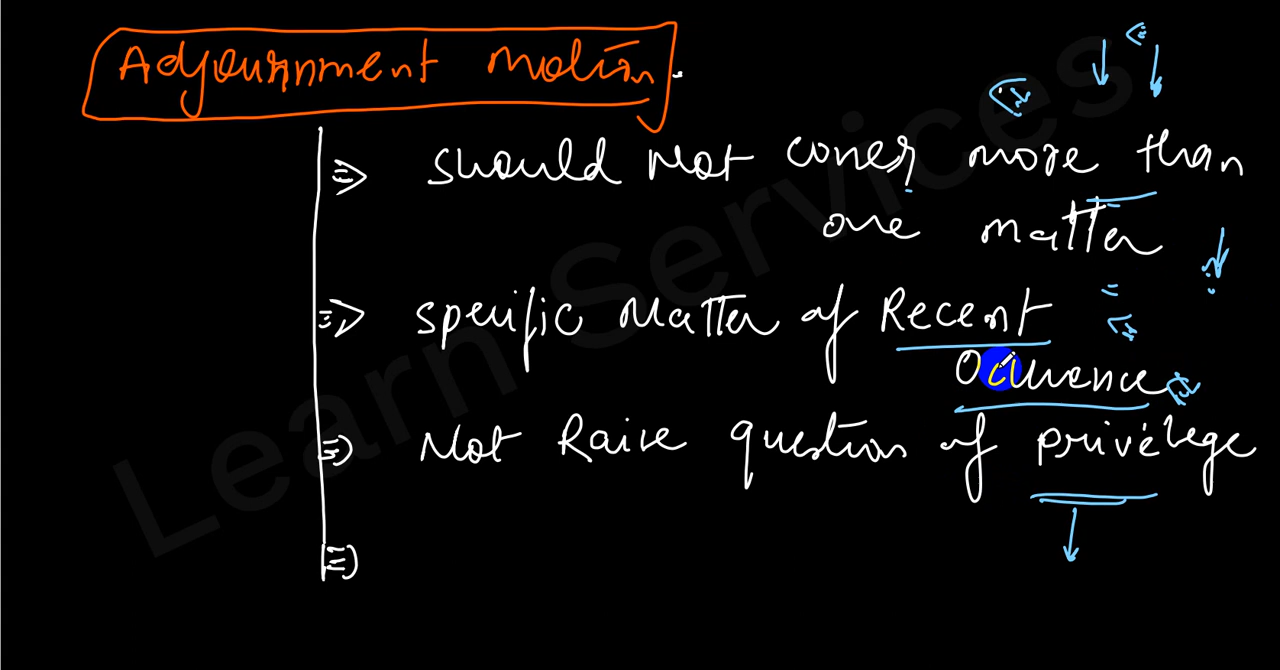 Adjournment Motion.
⇒ should Not cover more than
one matter
⇒ specific Matter of Recent
Occurence
⇒ Not Raise question of privilege
⇒
Learn Services